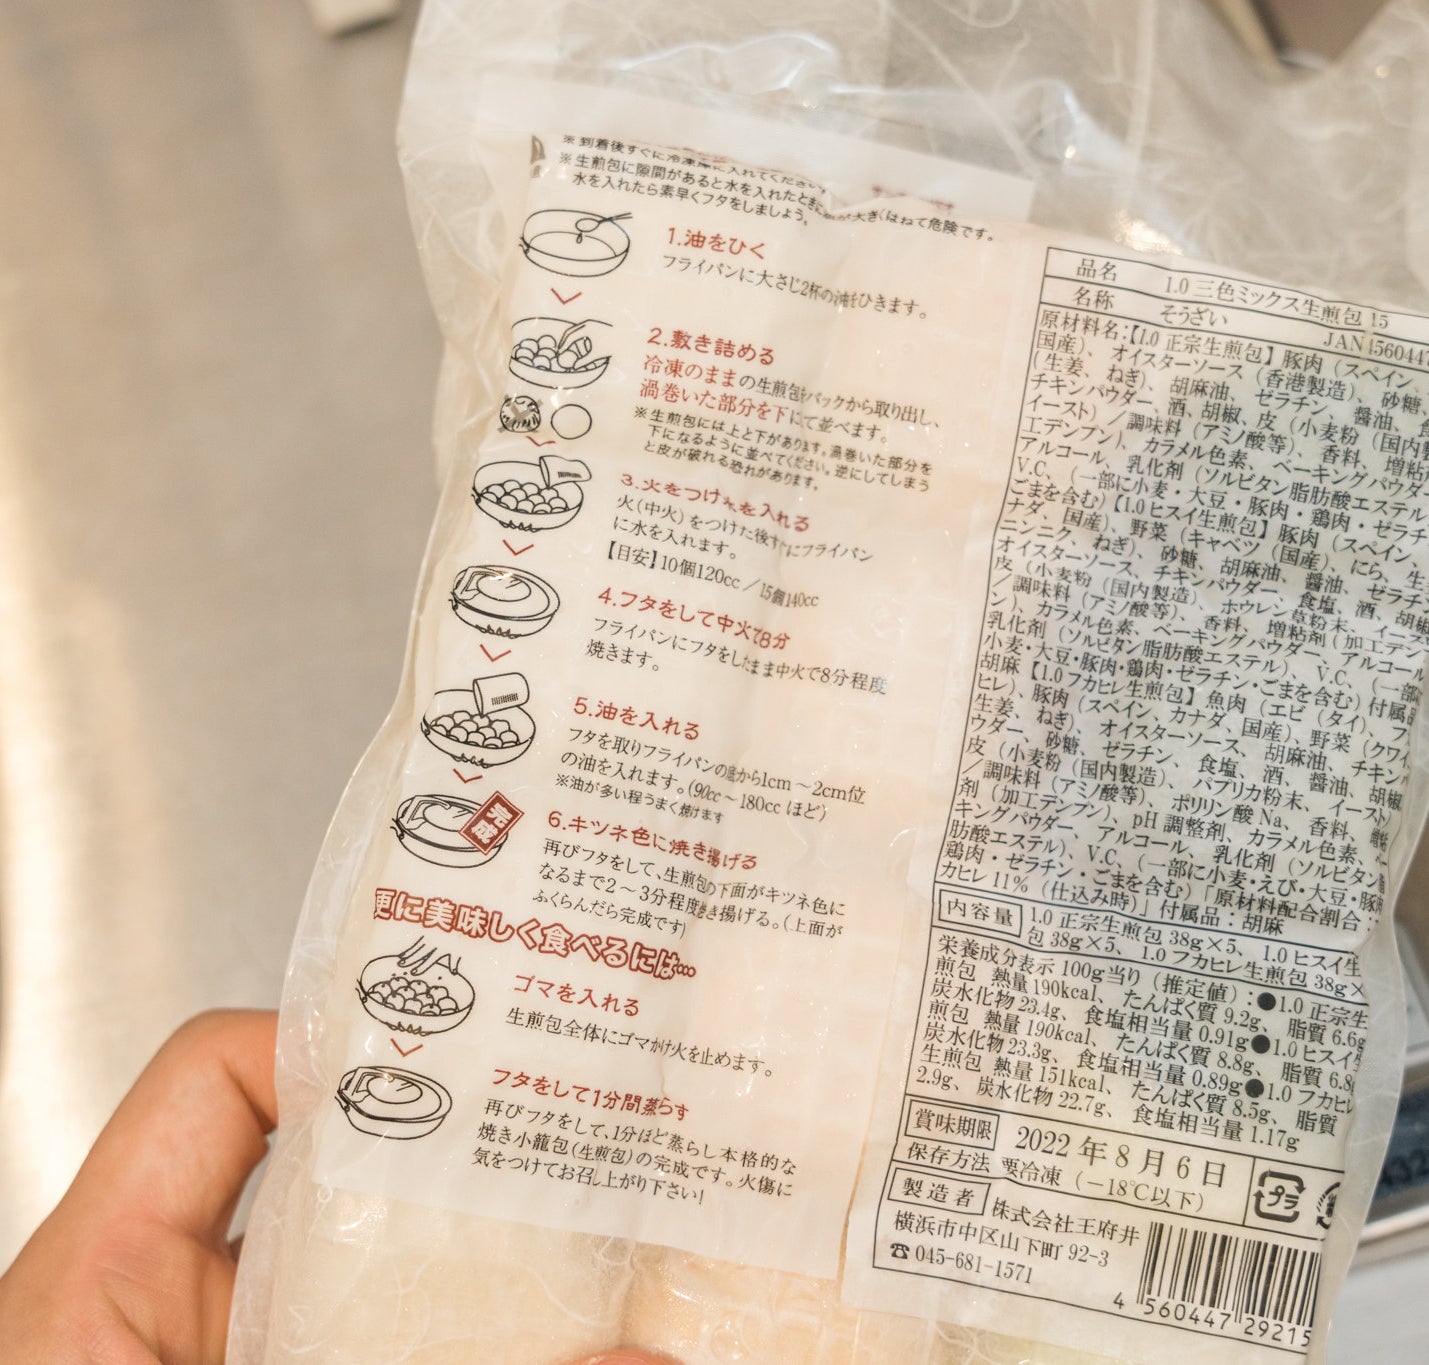 ※到着後すぐに冷凍庫に入れてください。
※生煎包に隙間があると水を入れたときに油が大きくはねて危険です。
水を入れたら素早くフタをしましょう。
1.油をひく
フライパンに大さじ2杯の油をひきます。
2.敷き詰める
冷凍のままの生煎包をパックから取り出し、
渦巻いた部分を下にて並べます。
※生煎包には上と下があります。渦巻いた部分を
下になるように並べてください。逆にしてしまう
と皮が破れる恐れがあります。
3.火をつけ水を入れる
火(中火)をつけた後すぐにフライパン
に水を入れます。
【目安】10個120cc／15個140cc
4.フタをして中火で8分
フライパンにフタをしたまま中火で8分程度
焼きます。
5.油を入れる
フタを取りフライパンの底から1cm～2cm位
の油を入れます。(90cc～180ccほど)
※油が多い程うまく焼けます
完成
6.キツネ色に焼き揚げる
再びフタをして、生煎包の下面がキツネ色に
なるまで2～3分程度焼き揚げる。(上面が
ふくらんだら完成です)
更に美味しく食べるには…
ゴマを入れる
生煎包全体にゴマかけ火を止めます。
フタをして1分間蒸らす
再びフタをして、1分ほど蒸らし本格的な
焼き小籠包(生煎包)の完成です。火傷に
気をつけてお召し上がり下さい!
品名 1.0 三色ミックス生煎包 15
名称 そうざい JAN4560447
原材料名:【1.0 正宗生煎包】豚肉（スペイン、
国産）、オイスターソース（香港製造）、砂糖、
（生姜、ねぎ）、胡麻油、ゼラチン、醤油、食
チキンパウダー、酒、胡椒、皮（小麦粉（国内製
イースト）／調味料（アミノ酸等）、香料、増粘
エデンプン）、カラメル色素、ベーキングパウダー
アルコール、乳化剤（ソルビタン脂肪酸エステル
V.C、（一部に小麦・大豆・豚肉・鶏肉・ゼラチ
ごまを含む）【1.0ヒスイ生煎包】豚肉（スペイン、
ナダ、国産）、野菜（キャベツ（国産）、にら、生
ニンニク、ねぎ）、砂糖、胡麻油、醤油、ゼラチ
オイスターソース、チキンパウダー、食塩、酒、胡椒
皮（小麦粉（国内製造）、ホウレン草粉末、イース
／調味料（アミノ酸等）、香料、増粘剤（加工デン
ン）、カラメル色素、ベーキングパウダー、アルコール
乳化剤（ソルビタン脂肪酸エステル）、V.C、（一部
小麦・大豆・豚肉・鶏肉・ゼラチン・ごまを含む）付属品
胡麻【1.0フカヒレ生煎包】魚肉（エビ（タイ）、フ
ヒレ）、豚肉（スペイン、カナダ、国産）、野菜（クワイ
生姜、ねぎ）、オイスターソース、胡麻油、チキン
ウダー、砂糖、ゼラチン、食塩、酒、醤油、胡椒
皮（小麦粉（国内製造）、パプリカ粉末、イースト）
／調味料（アミノ酸等）、ポリリン酸Na、香料、増粘
剤（加工デンプン）、pH調整剤、カラメル色素、ベー
キングパウダー、アルコール、乳化剤（ソルビタン脂
肪酸エステル）、V.C、（一部に小麦・えび・大豆・豚肉
鶏肉・ゼラチン・ごまを含む）「原材料配合割合：
カヒレ11％（仕込み時）」付属品：胡麻
内容量 1.0 正宗生煎包 38g×5、1.0 ヒスイ生
包 38g×5、1.0 フカヒレ生煎包 38g×
栄養成分表示 100g当り（推定値）:●1.0 正宗生
煎包 熱量190kcal、たんぱく質 9.2g、脂質 6.6g
炭水化物 23.4g、食塩相当量 0.91g●1.0ヒスイ生
煎包 熱量 190kcal、たんぱく質 8.8g、脂質 6.8g
炭水化物 23.3g、食塩相当量 0.89g●1.0 フカヒレ
生煎包 熱量 151kcal、たんぱく質 8.5g、脂質
2.9g、炭水化物 22.7g、食塩相当量 1.17g
賞味期限 2022年8月6日
保存方法 要冷凍（－18℃以下）
プラ
製造者 株式会社王府井
横浜市中区山下町 92-3
☎ 045-681-1571
4 560447 29215